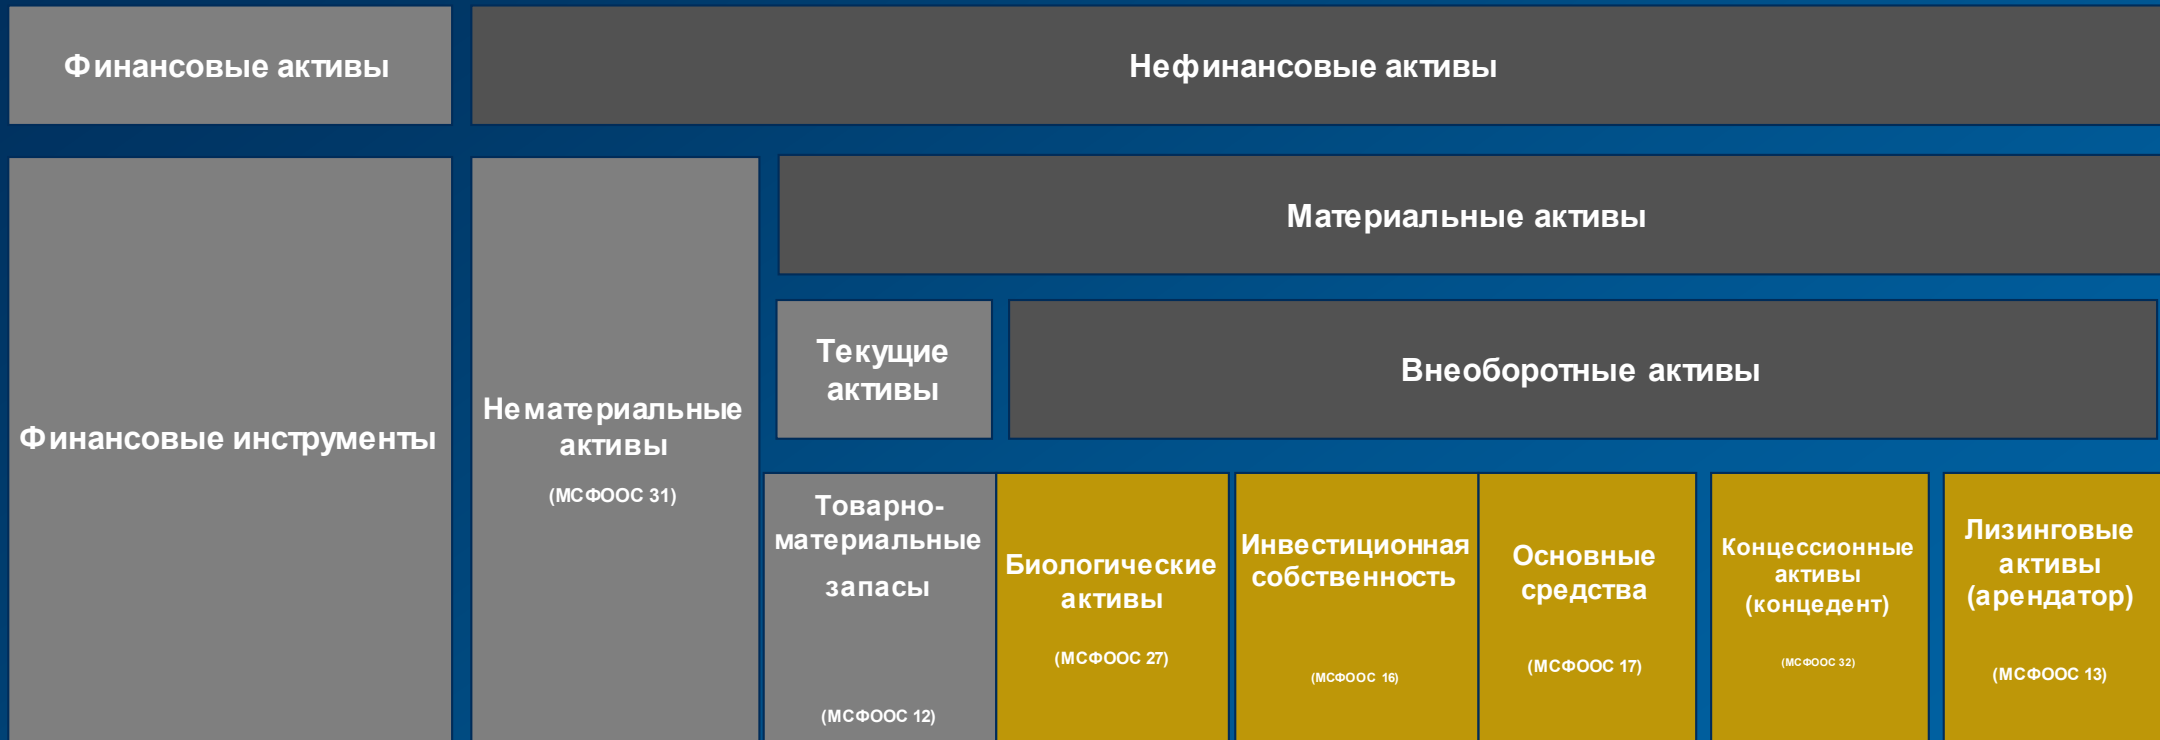 Финансовые активы
Нефинансовые активы
Материальные активы
Текущие
активы
Внеоборотные активы
Финансовые инструменты
Нематериальные
активы
(МСФООС 31)
Товарно-
материальные
запасы
(МСФООС 12)
Биологические
активы
(МСФООС 27)
Инвестиционная
собственность
(МСФООС 16)
Основные
средства
(МСФООС 17)
Концессионные
активы
(концедент)
(МСФООС 32)
Лизинговые
активы
(арендатор)
(МСФООС 13)